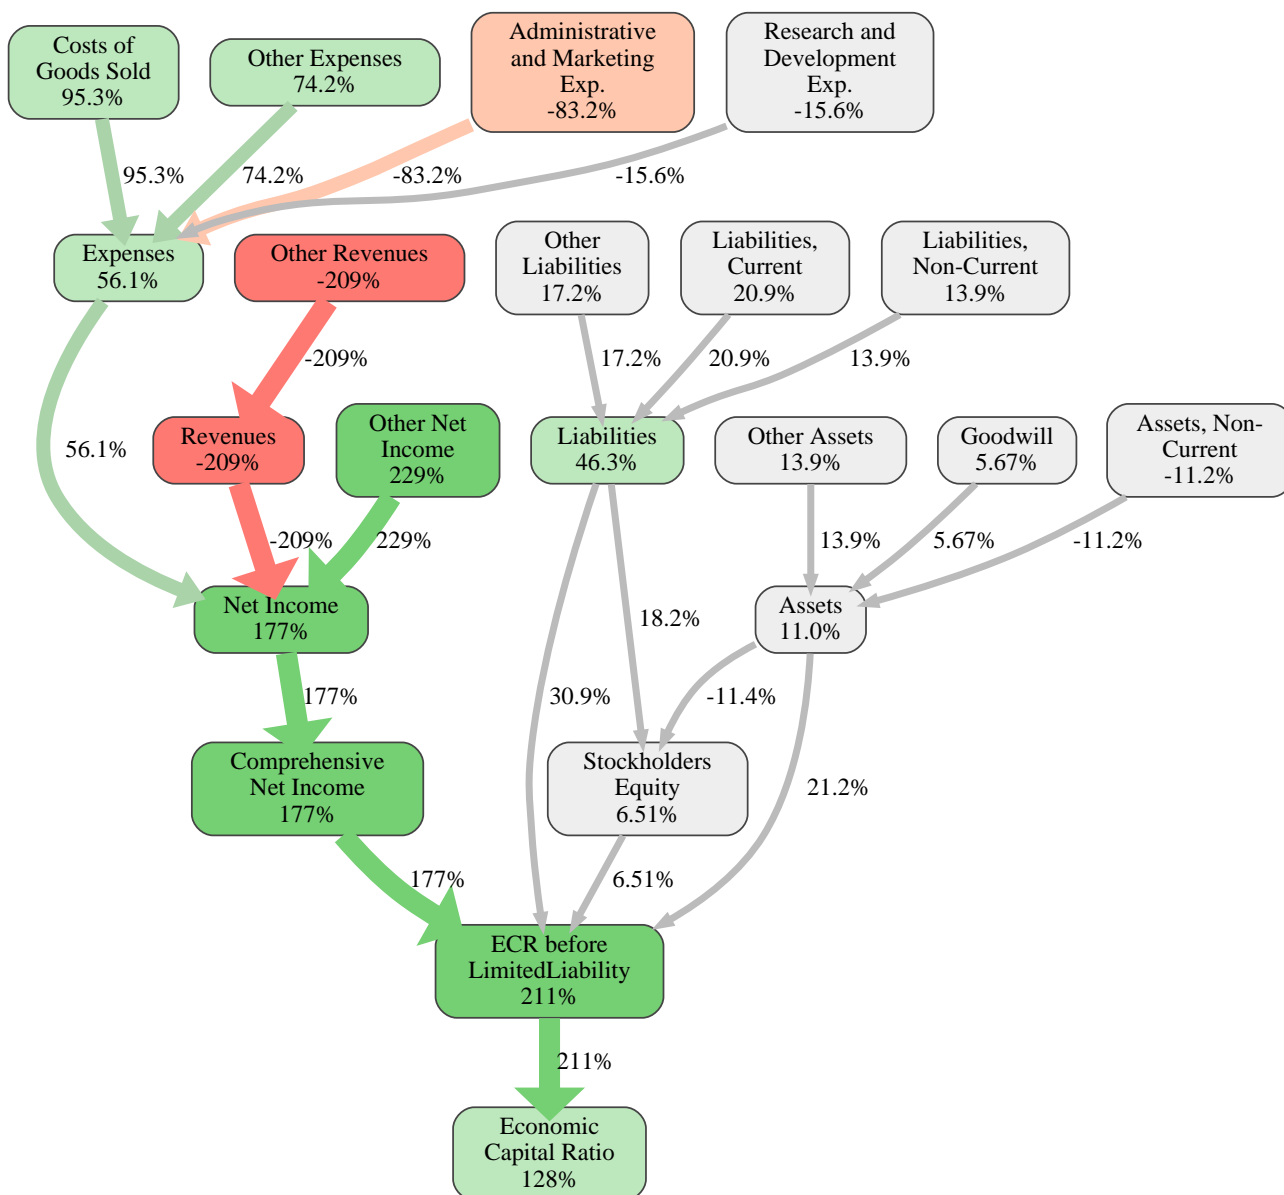 Costs of
Goods Sold
95.3%
Other Expenses
74.2%
Administrative
and Marketing
Exp.
-83.2%
Research and
Development
Exp.
-15.6%
95.3%
74.2%
-83.2%
-15.6%
Expenses
56.1%
Other Revenues
-209%
Other
Liabilities
17.2%
Liabilities,
Current
20.9%
Liabilities,
Non-Current
13.9%
-209%
17.2%
20.9%
13.9%
56.1%
Revenues
-209%
Other Net
Income
229%
Liabilities
46.3%
Other Assets
13.9%
Goodwill
5.67%
Assets, Non-
Current
-11.2%
-209%
229%
13.9%
5.67%
-11.2%
Net Income
177%
18.2%
Assets
11.0%
177%
30.9%
-11.4%
Comprehensive
Net Income
177%
Stockholders
Equity
6.51%
21.2%
177%
6.51%
ECR before
LimitedLiability
211%
211%
Economic
Capital Ratio
128%